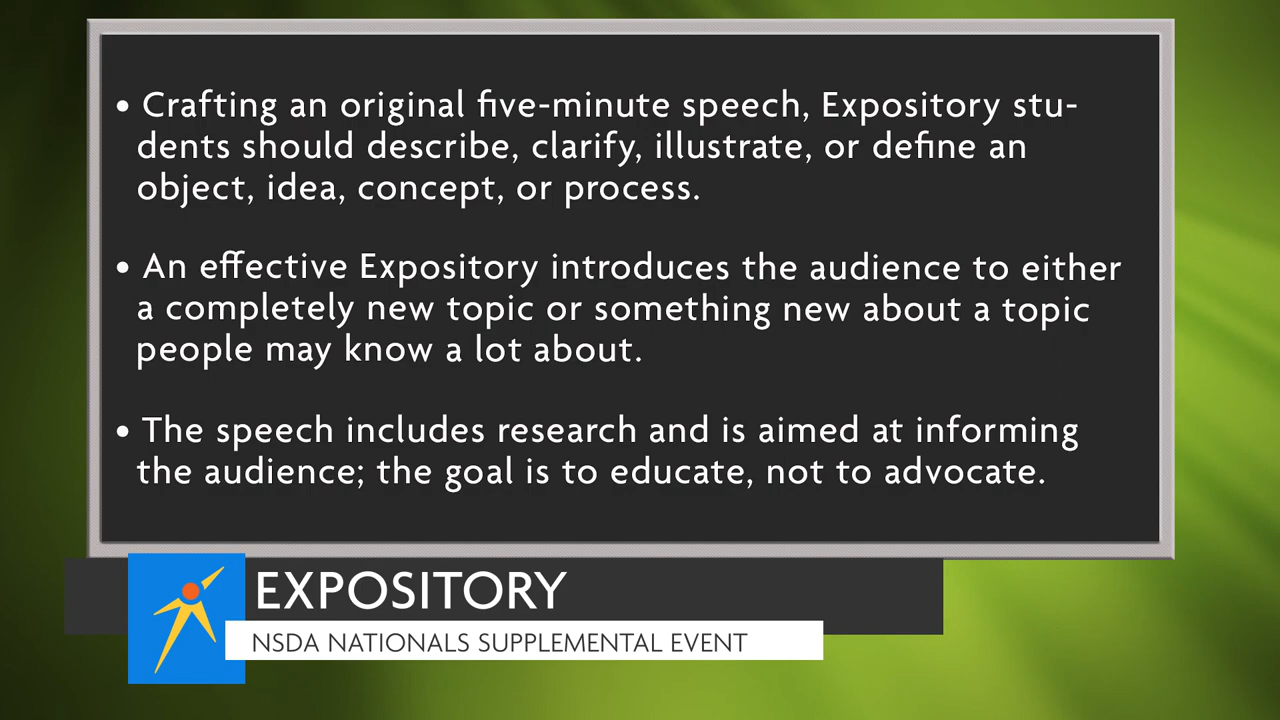 • Crafting an original five-minute speech, Expository stu-
dents should describe, clarify, illustrate, or define an
object, idea, concept, or process.
• An effective Expository introduces the audience to either
a completely new topic or something new about a topic
people may know a lot about.
• The speech includes research and is aimed at informing
the audience; the goal is to educate, not to advocate.
EXPOSITORY
NSDA NATIONALS SUPPLEMENTAL EVENT